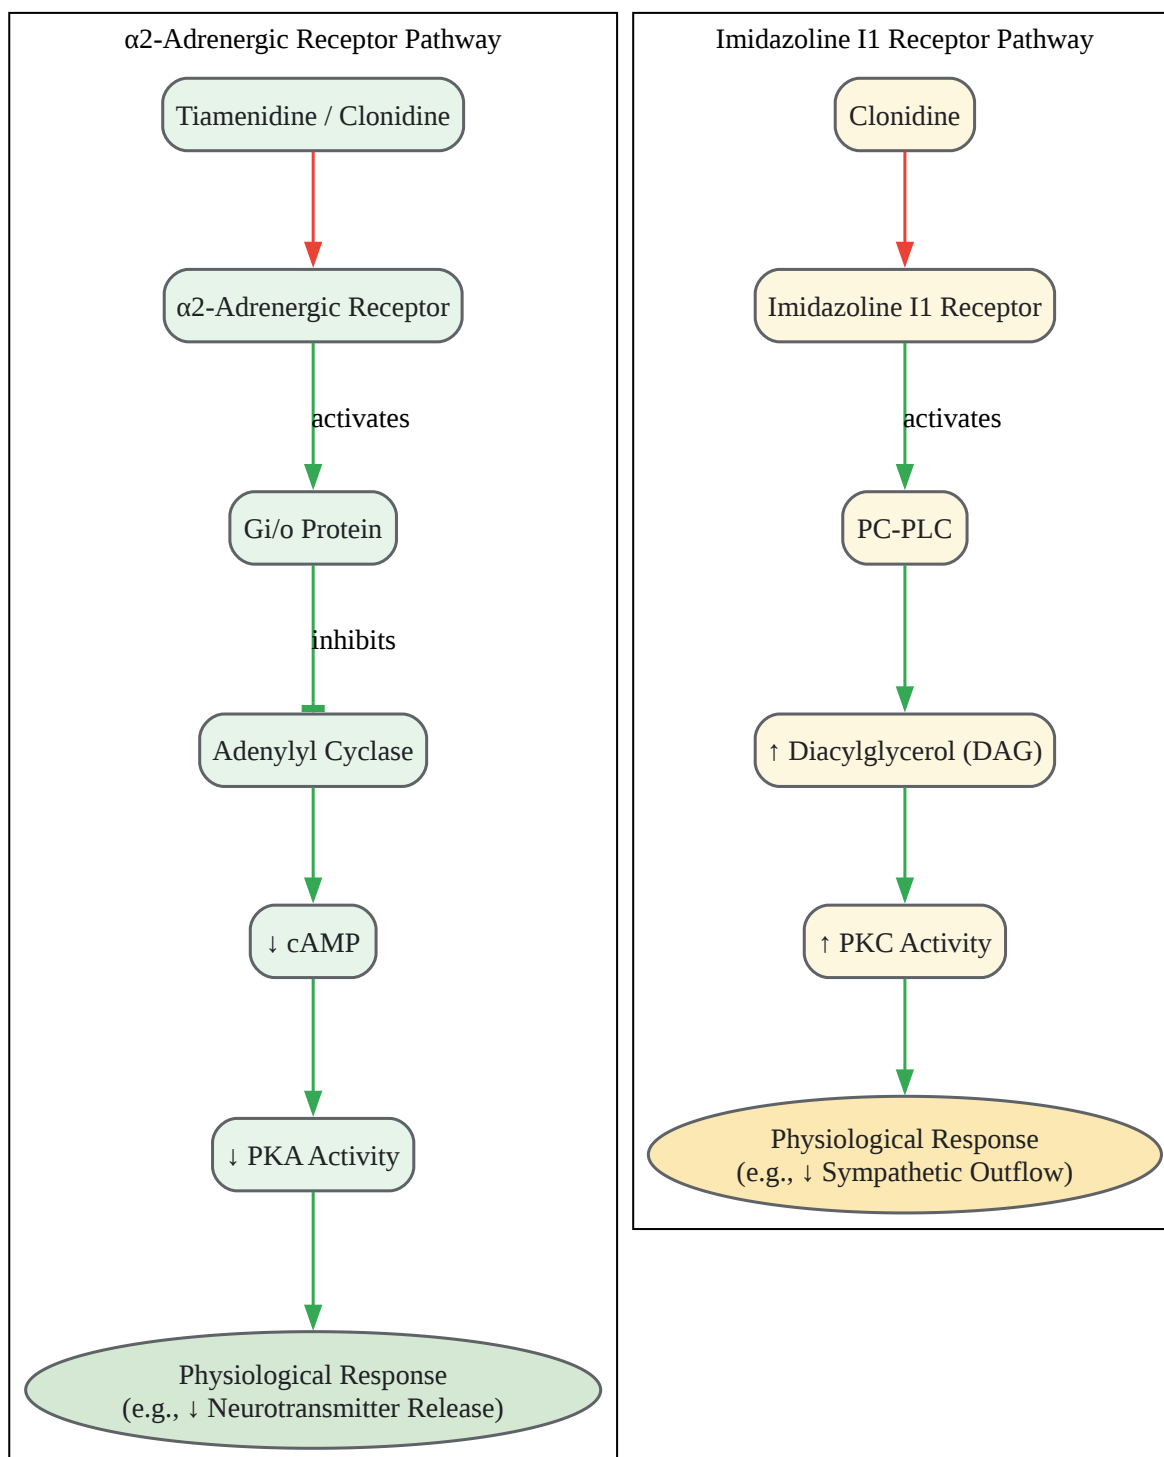 α2-Adrenergic Receptor Pathway
Tiamenidine / Clonidine
α2-Adrenergic Receptor
activates
Gi/o Protein
inhibits
Adenylyl Cyclase
↓ cAMP
↓ PKA Activity
Physiological Response
(e.g., ↓ Neurotransmitter Release)
Imidazoline I1 Receptor Pathway
Clonidine
Imidazoline I1 Receptor
activates
PC-PLC
↑ Diacylglycerol (DAG)
↑ PKC Activity
Physiological Response
(e.g., ↓ Sympathetic Outflow)